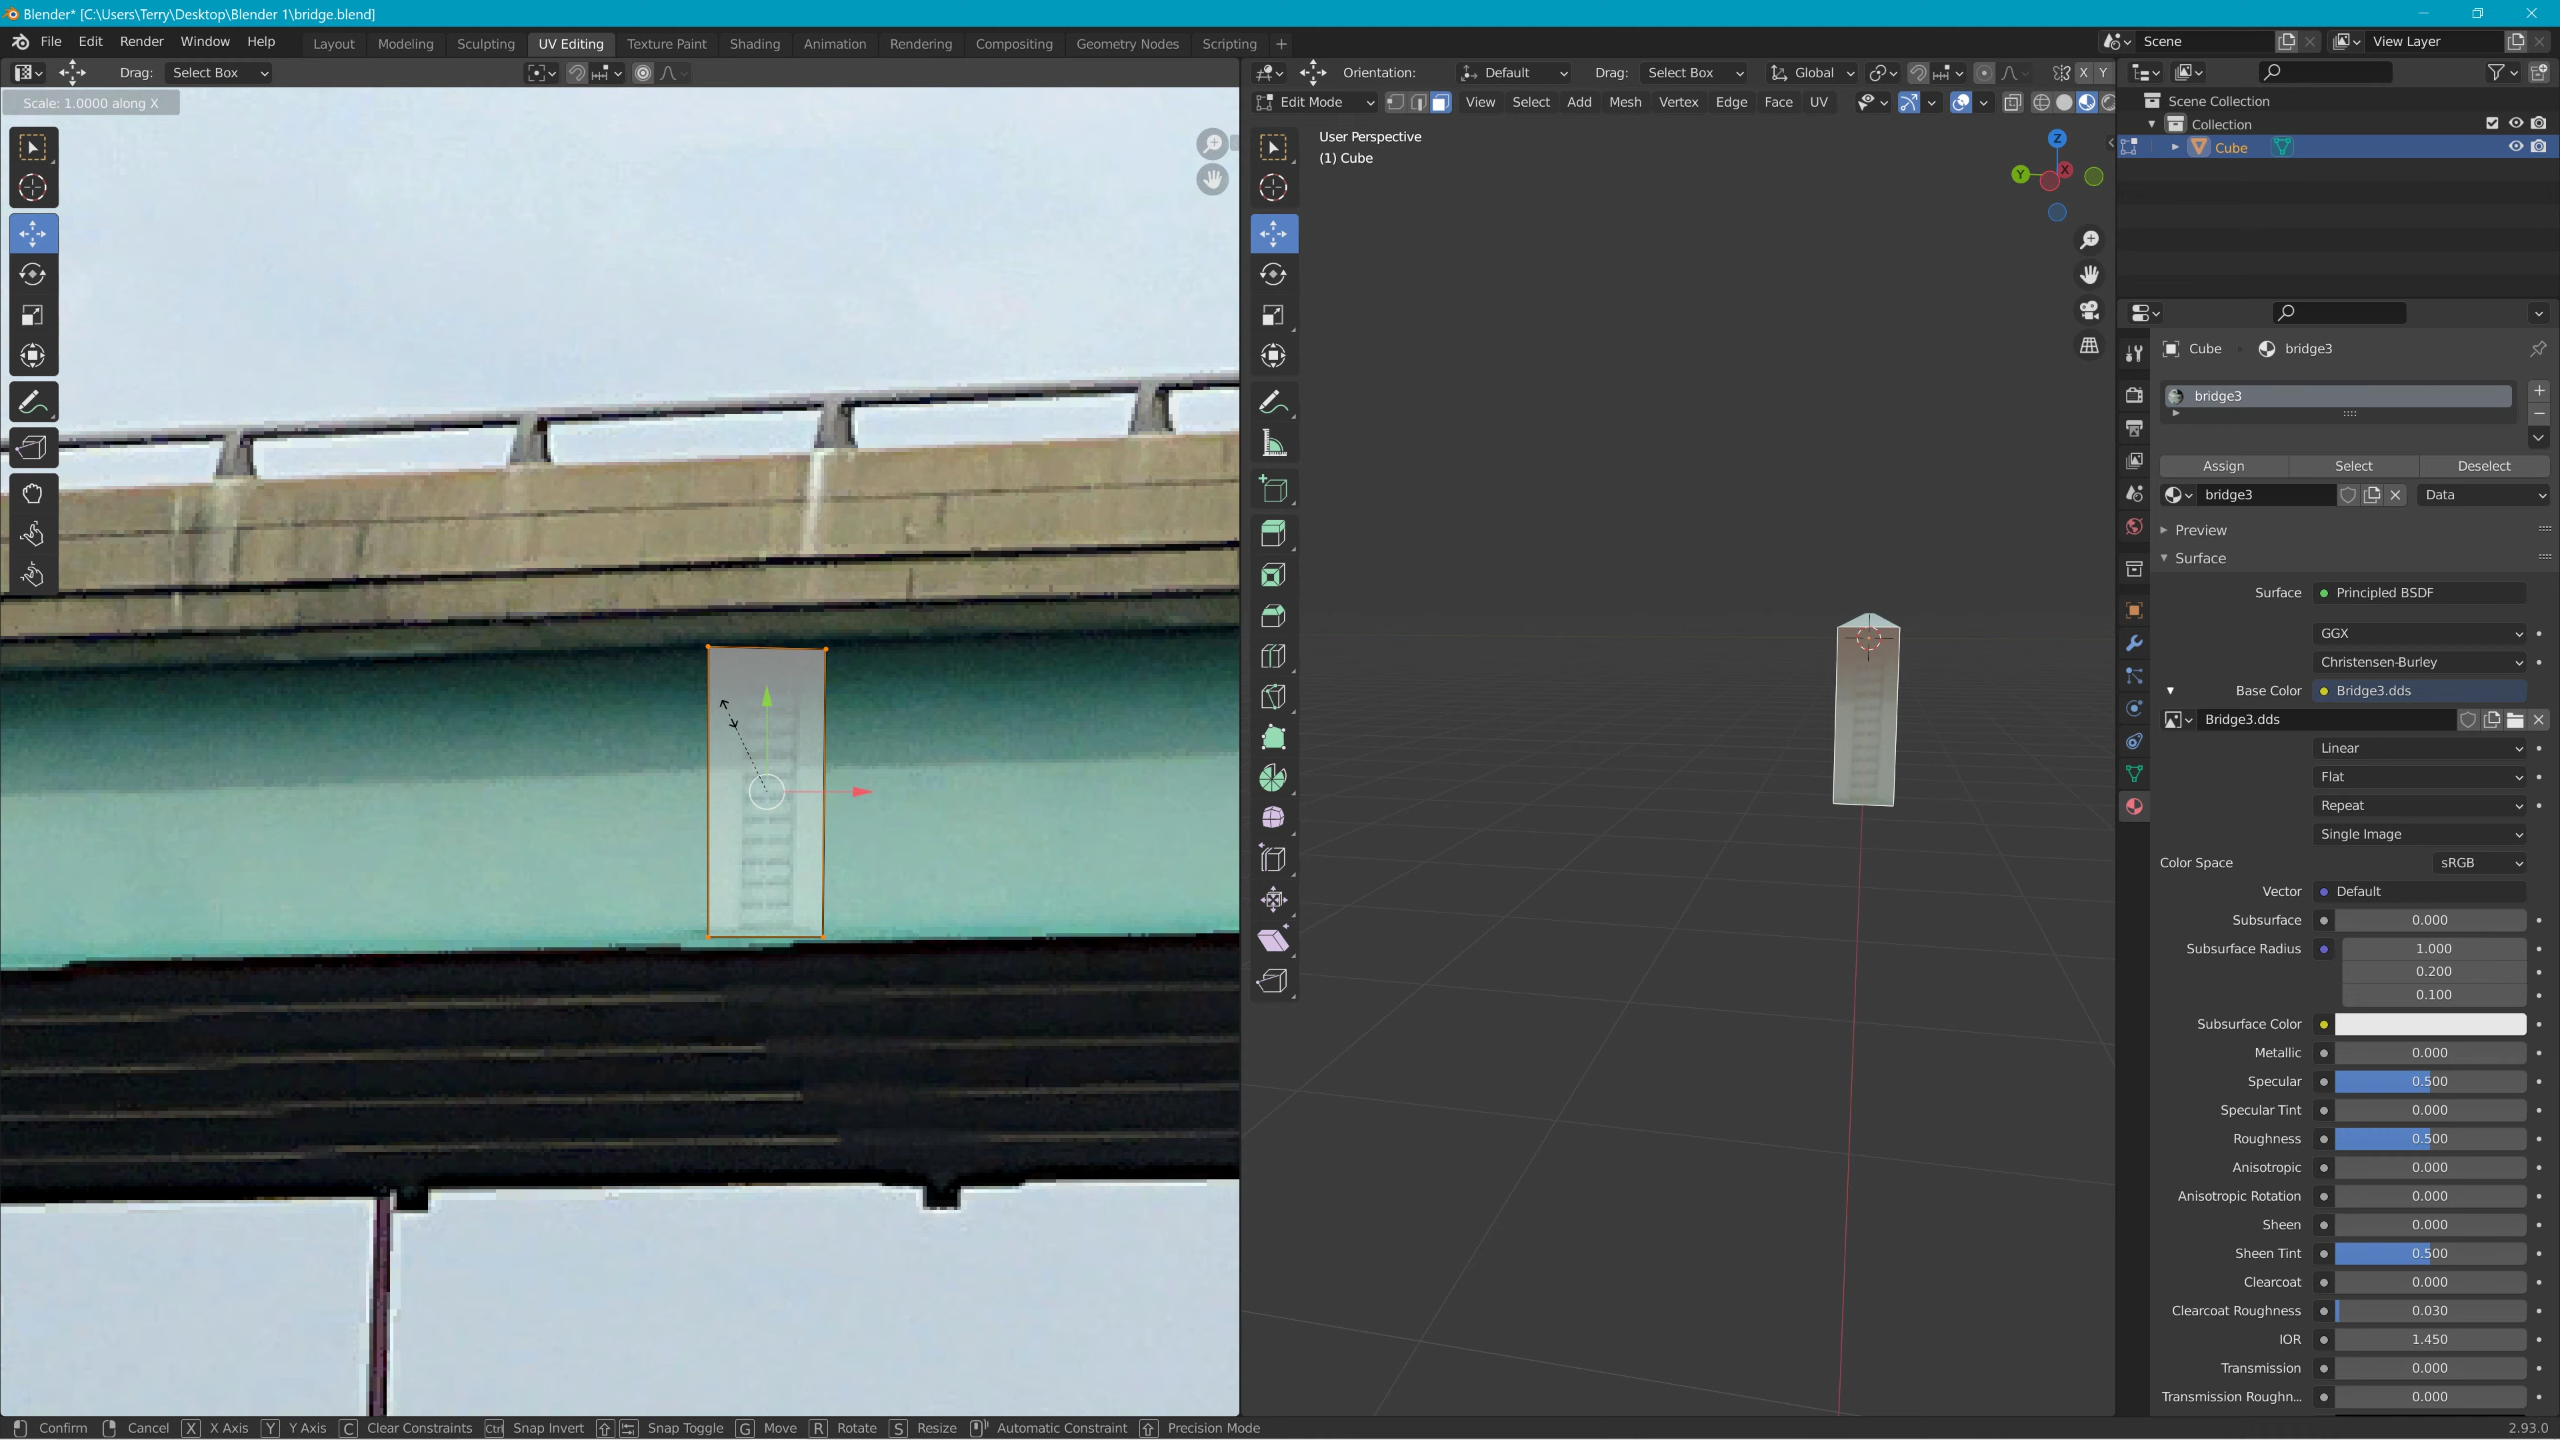 Blender* [C:\Users\Terry\Desktop\Blender 1\bridge.blend]
File Edit Render Window Help Layout Modeling Sculpting UV Editing Texture Paint Shading Animation Rendering Compositing Geometry Nodes Scripting + Scene View Layer
Drag: Select Box Orientation: Default Drag: Select Box Global X Y
Scale: 1.0000 along X
Edit Mode View Select Add Mesh Vertex Edge Face UV
User Perspective
(1) Cube
Z
Y
X
Scene Collection
Collection
Cube
Cube bridge3
bridge3
Assign Select Deselect
bridge3 Data
Preview
Surface
Surface Principled BSDF
GGX
Christensen-Burley
Base Color Bridge3.dds
Bridge3.dds
Linear
Flat
Repeat
Single Image
Color Space sRGB
Vector Default
Subsurface 0.000
Subsurface Radius 1.000
0.200
0.100
Subsurface Color
Metallic 0.000
Specular 0.500
Specular Tint 0.000
Roughness 0.500
Anisotropic 0.000
Anisotropic Rotation 0.000
Sheen 0.000
Sheen Tint 0.500
Clearcoat 0.000
Clearcoat Roughness 0.030
IOR 1.450
Transmission 0.000
Transmission Roughn... 0.000
Confirm Cancel X X Axis Y Y Axis C Clear Constraints Ctrl Snap Invert Snap Toggle G Move R Rotate S Resize Automatic Constraint Precision Mode 2.93.0